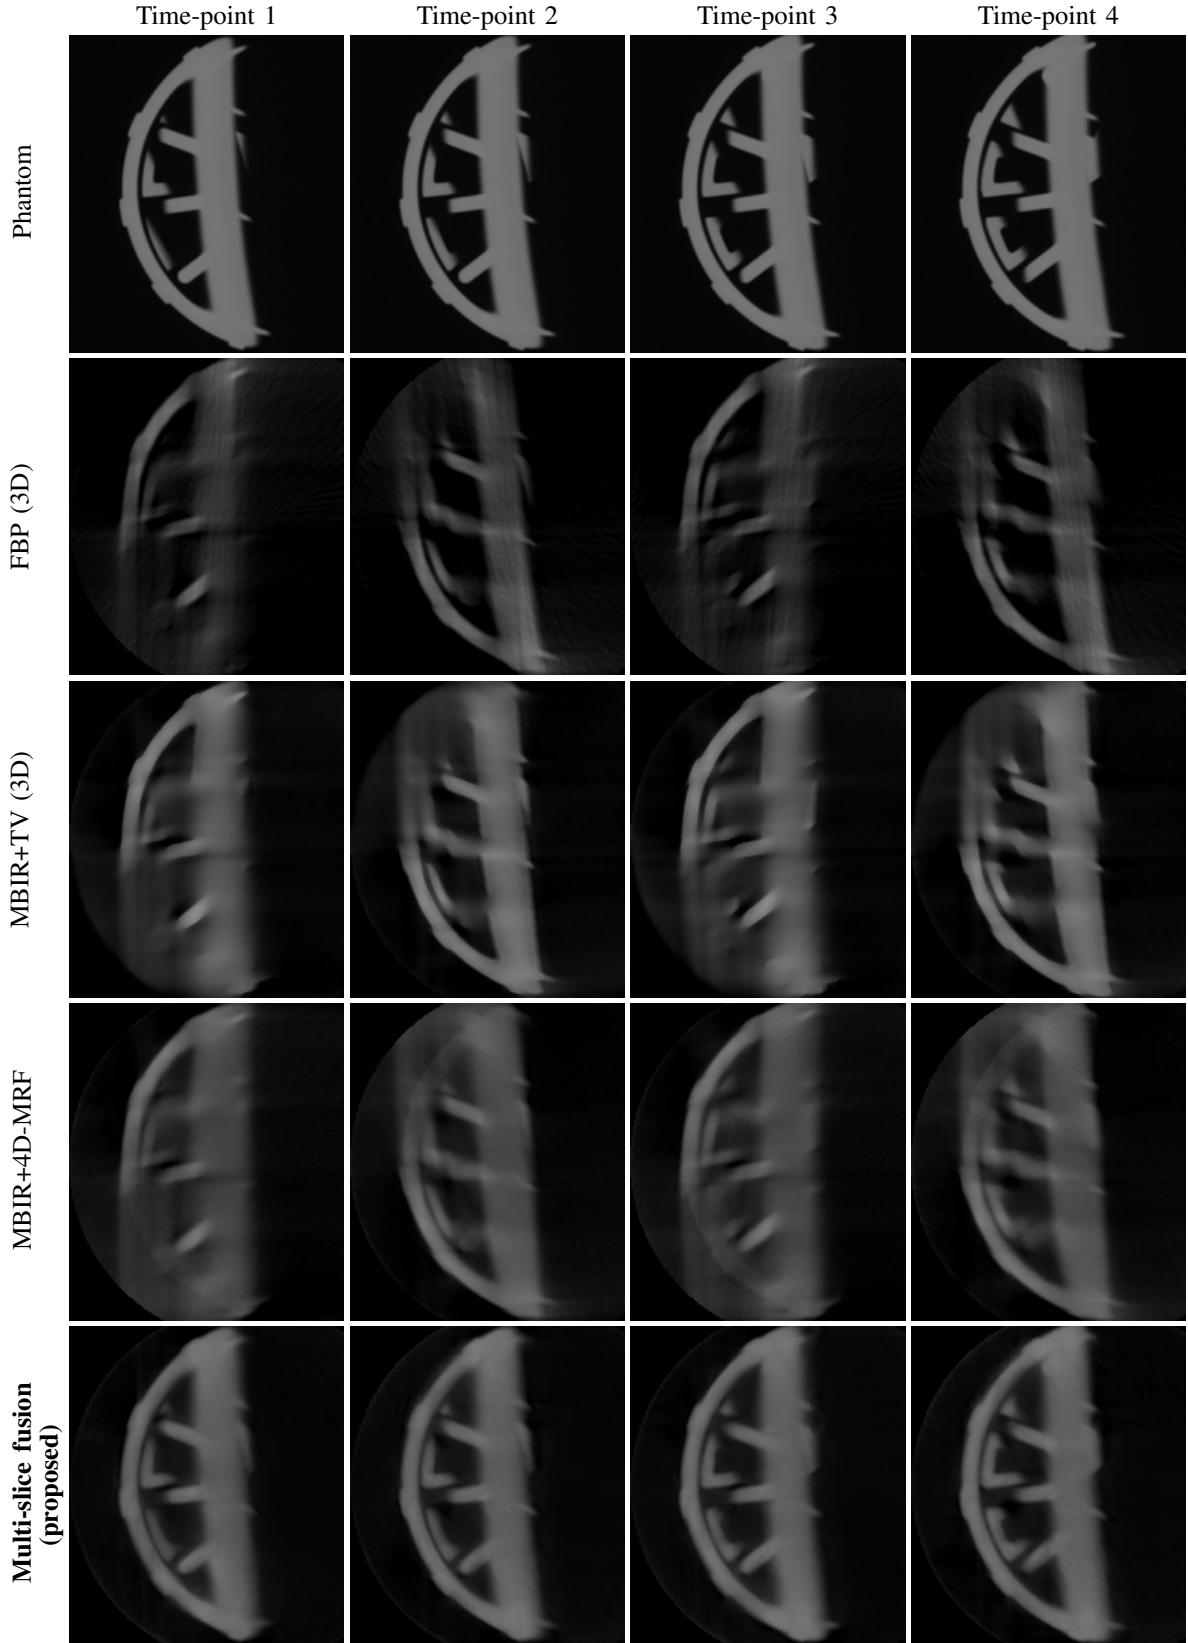 Time-point 1 Time-point 2 Time-point 3 Time-point 4
Phantom
FBP (3D)
MBIR+TV (3D)
MBIR+4D-MRF
Multi-slice fusion
(proposed)